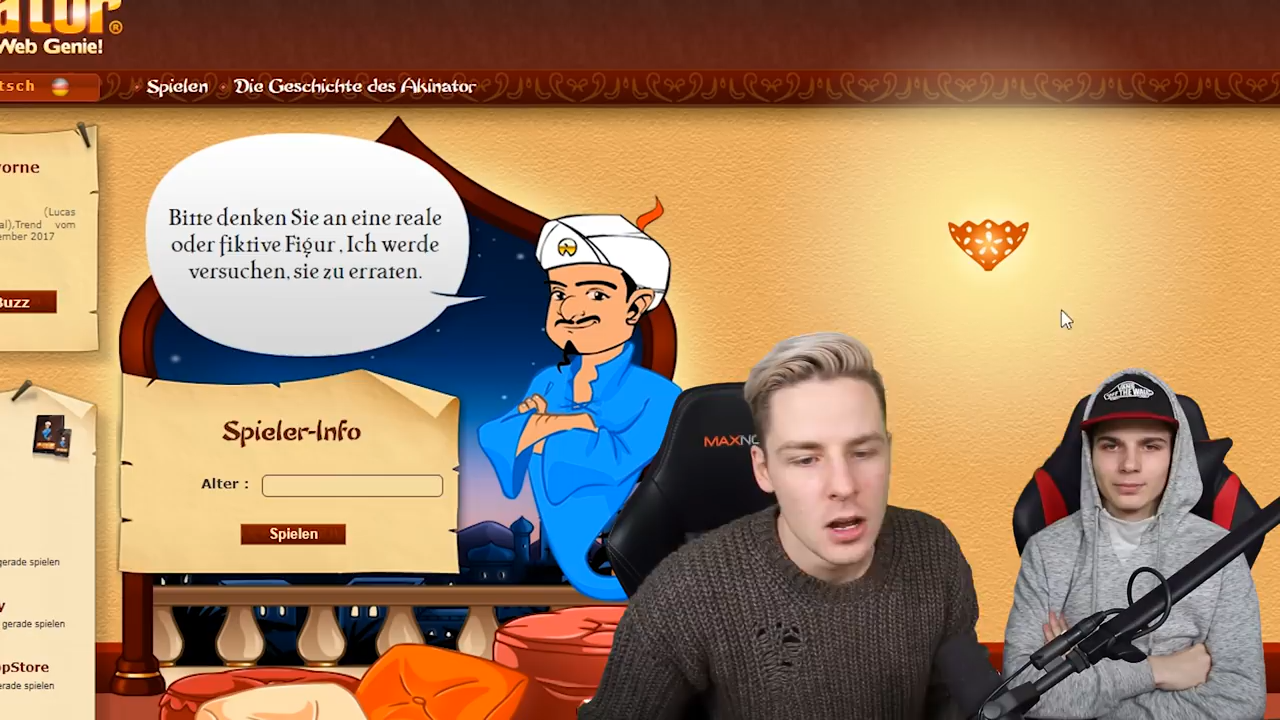 ator®
Web Genie!
tsch
Spielen
Die Geschichte des Akinator
orne
(Lucas
al),Trend vom
ember 2017
Buzz
Bitte denken Sie an eine reale
oder fiktive Figur . Ich werde
versuchen, sie zu erraten.
Spieler-Info
Alter :
Spielen
gerade spielen
y
gerade spielen
pStore
gerade spielen
MAXNO
VANS
OFF THE WALL